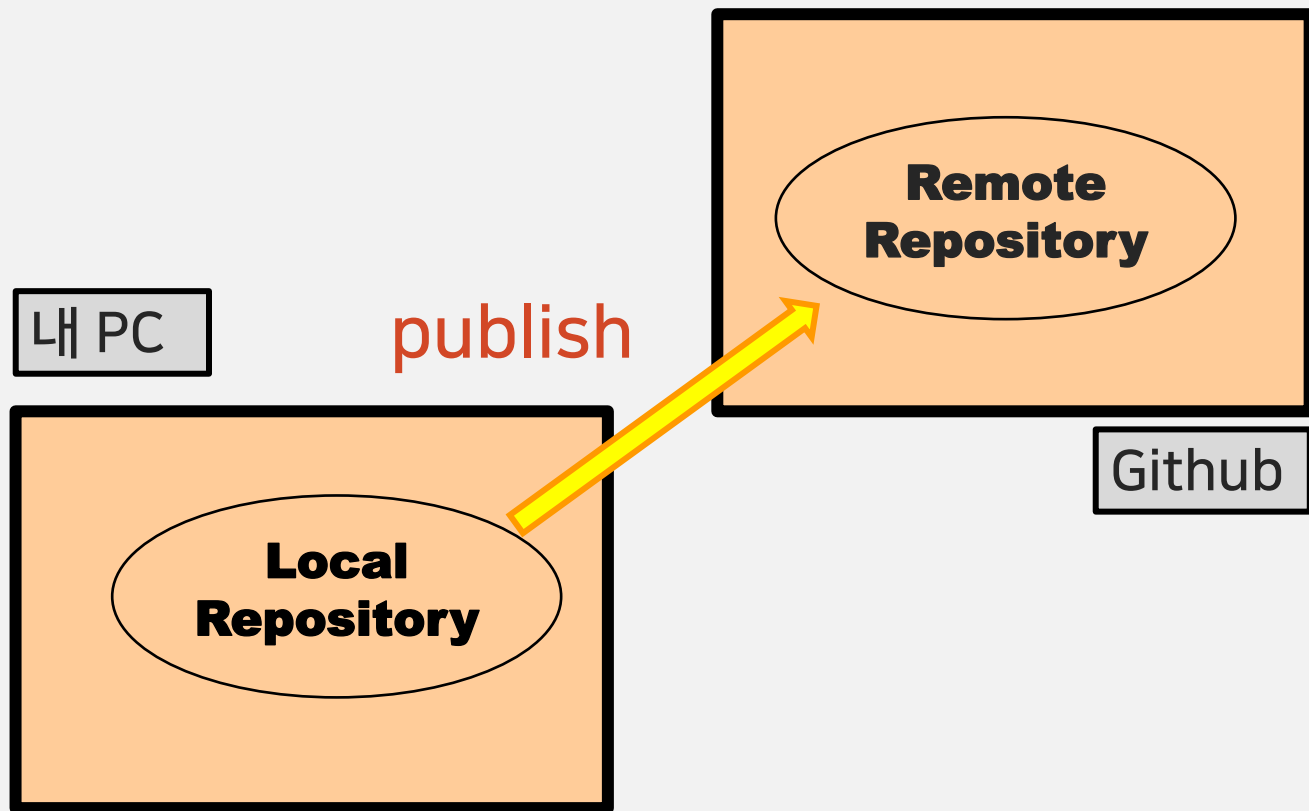 Remote
Repository
내 PC
publish
Github
Local
Repository